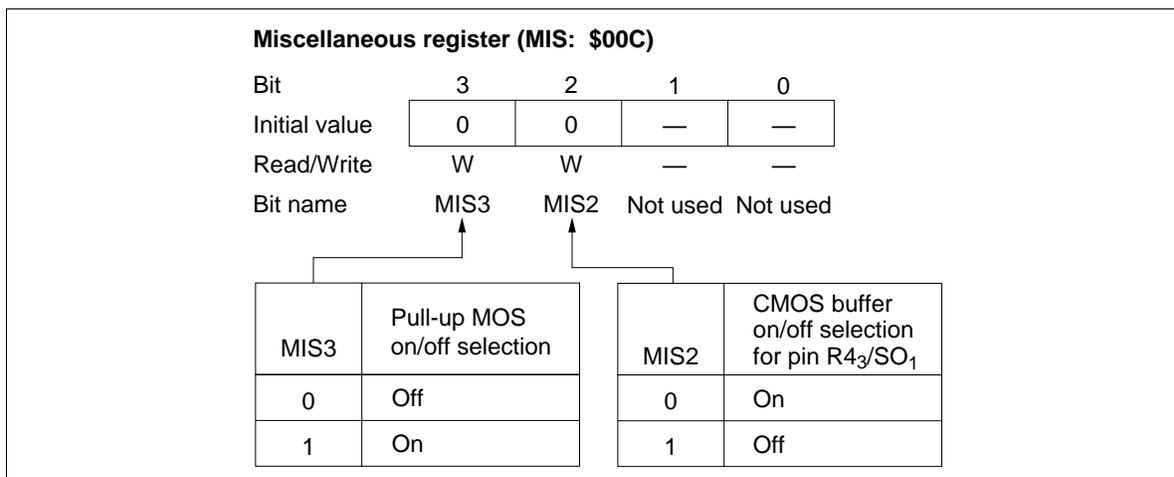 Miscellaneous register (MIS: $00C)
Bit 3 2 1 0
Initial value 0 0 — —
Read/Write W W — —
Bit name MIS3 MIS2 Not used Not used
MIS3 Pull-up MOS
on/off selection
0 Off
1 On
MIS2 CMOS buffer
on/off selection
for pin R4₃/SO₁
0 On
1 Off